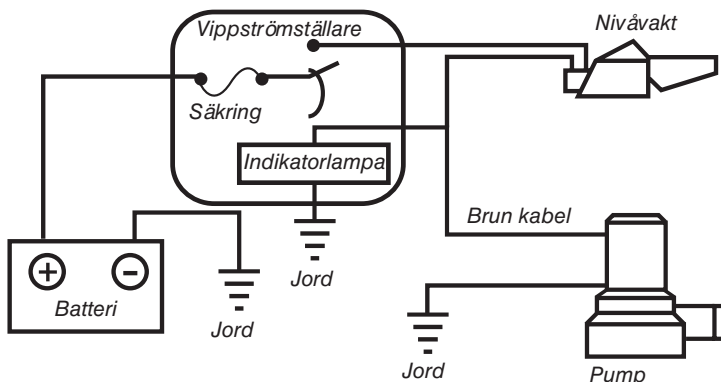 Vippströmställare
Nivåvakt
Säkring
Indikatorlampa
Brun kabel
Jord
+
-
Batteri
Jord
Jord
Pump